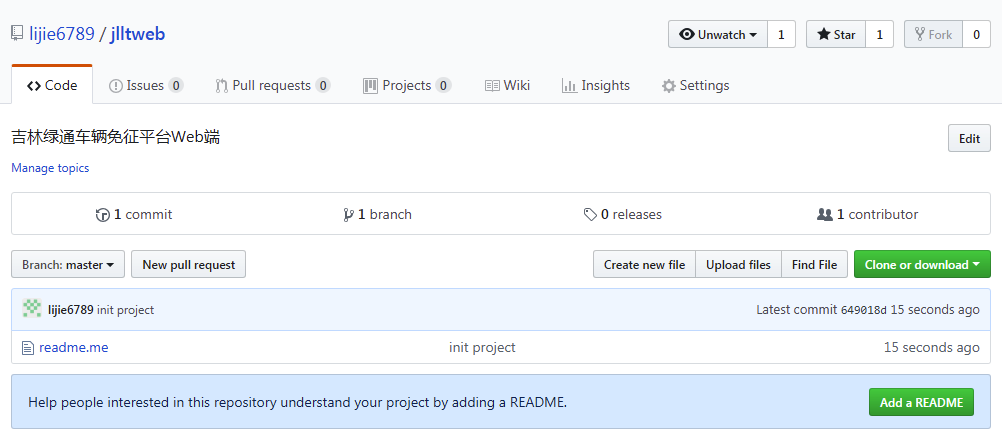 lijie6789 / jlltweb Unwatch 1 Star 1 Fork 0
Code Issues 0 Pull requests 0 Projects 0 Wiki Insights Settings
吉林绿通车辆免征平台Web端 Edit
Manage topics
1 commit 1 branch 0 releases 1 contributor
Branch: master New pull request Create new file Upload files Find File Clone or download
lijie6789 init project Latest commit 649018d 15 seconds ago
readme.me init project 15 seconds ago
Help people interested in this repository understand your project by adding a README. Add a README